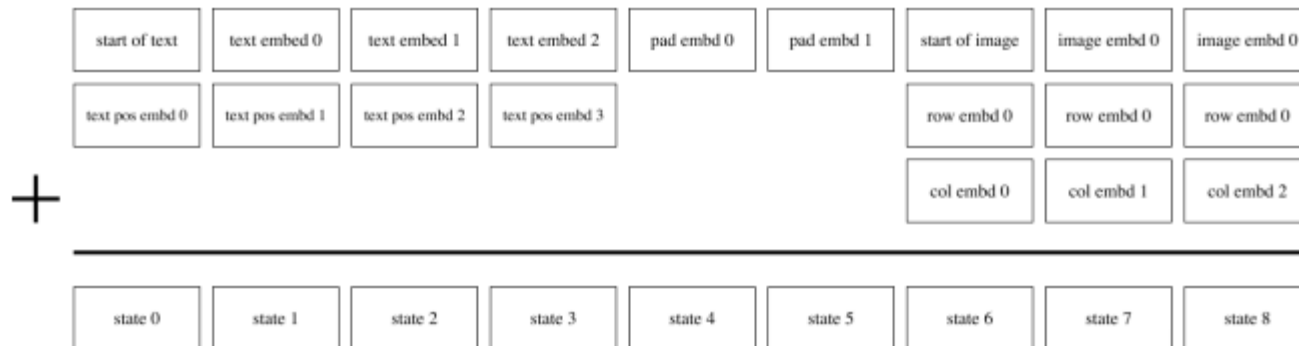 start of text text embed 0 text embed 1 text embed 2 pad embd 0 pad embd 1 start of image image embd 0 image embd 0
text pos embd 0 text pos embd 1 text pos embd 2 text pos embd 3 row embd 0 row embd 0 row embd 0
+ col embd 0 col embd 1 col embd 2
state 0 state 1 state 2 state 3 state 4 state 5 state 6 state 7 state 8